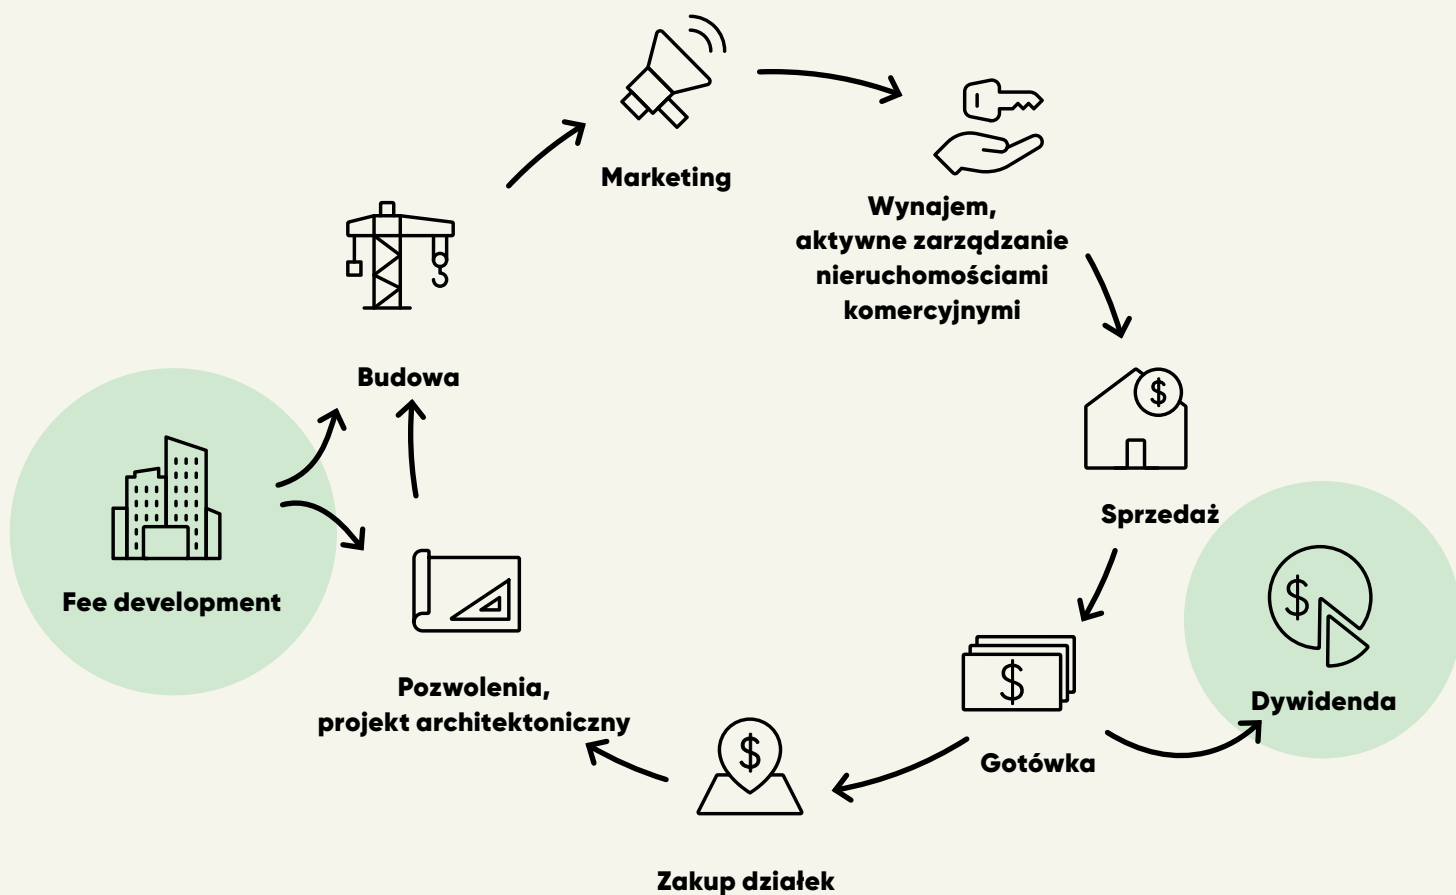 Marketing
Wynajem,
aktywne zarządzanie
nieruchomościami
komercyjnymi
Budowa
Sprzedaż
Fee development
Pozwolenia,
projekt architektoniczny
Dywidenda
Gotówka
Zakup działek
$
$
$
$